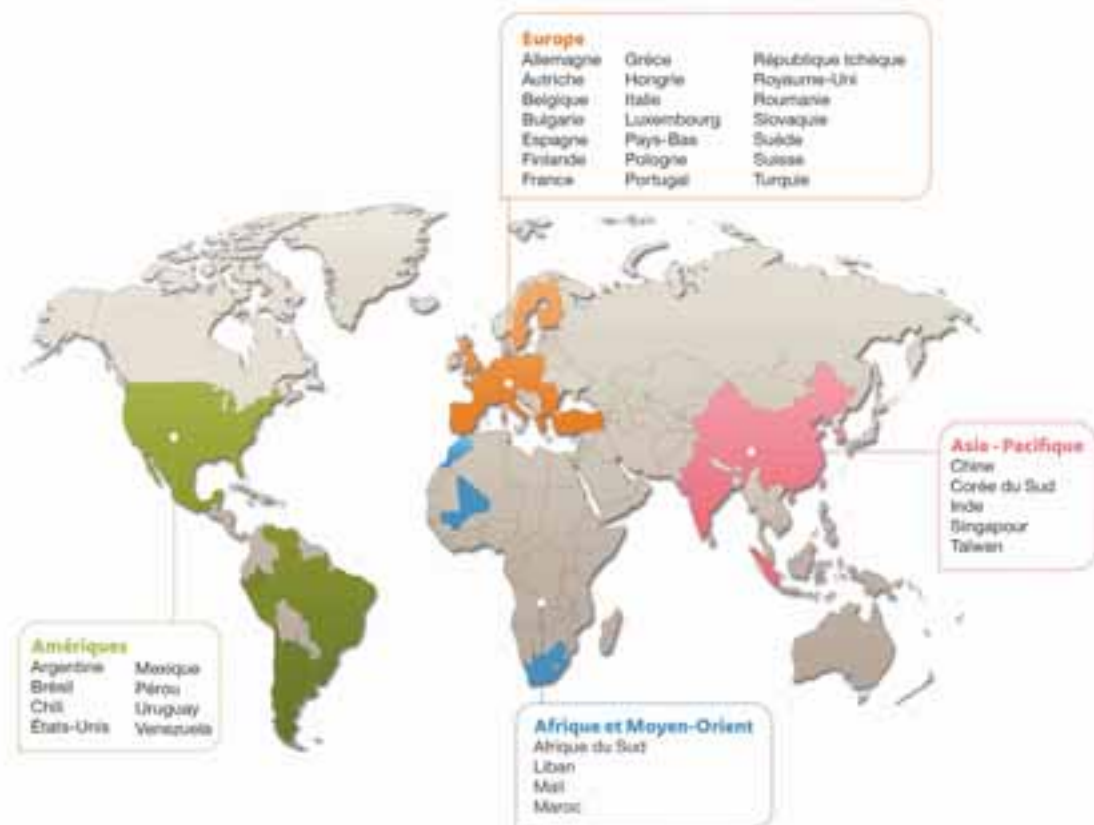 Europe
Allemagne Grèce République tchèque
Autriche Hongrie Royaume-Uni
Belgique Italie Roumanie
Bulgarie Luxembourg Slovaquie
Espagne Pays-Bas Suède
Finlande Pologne Suisse
France Portugal Turquie
Asie - Pacifique
Chine
Corée du Sud
Inde
Singapour
Taiwan
Amériques
Argentine Mexique
Brésil Pérou
Chili Uruguay
États-Unis Venezuela
Afrique et Moyen-Orient
Afrique du Sud
Liban
Mali
Maroc